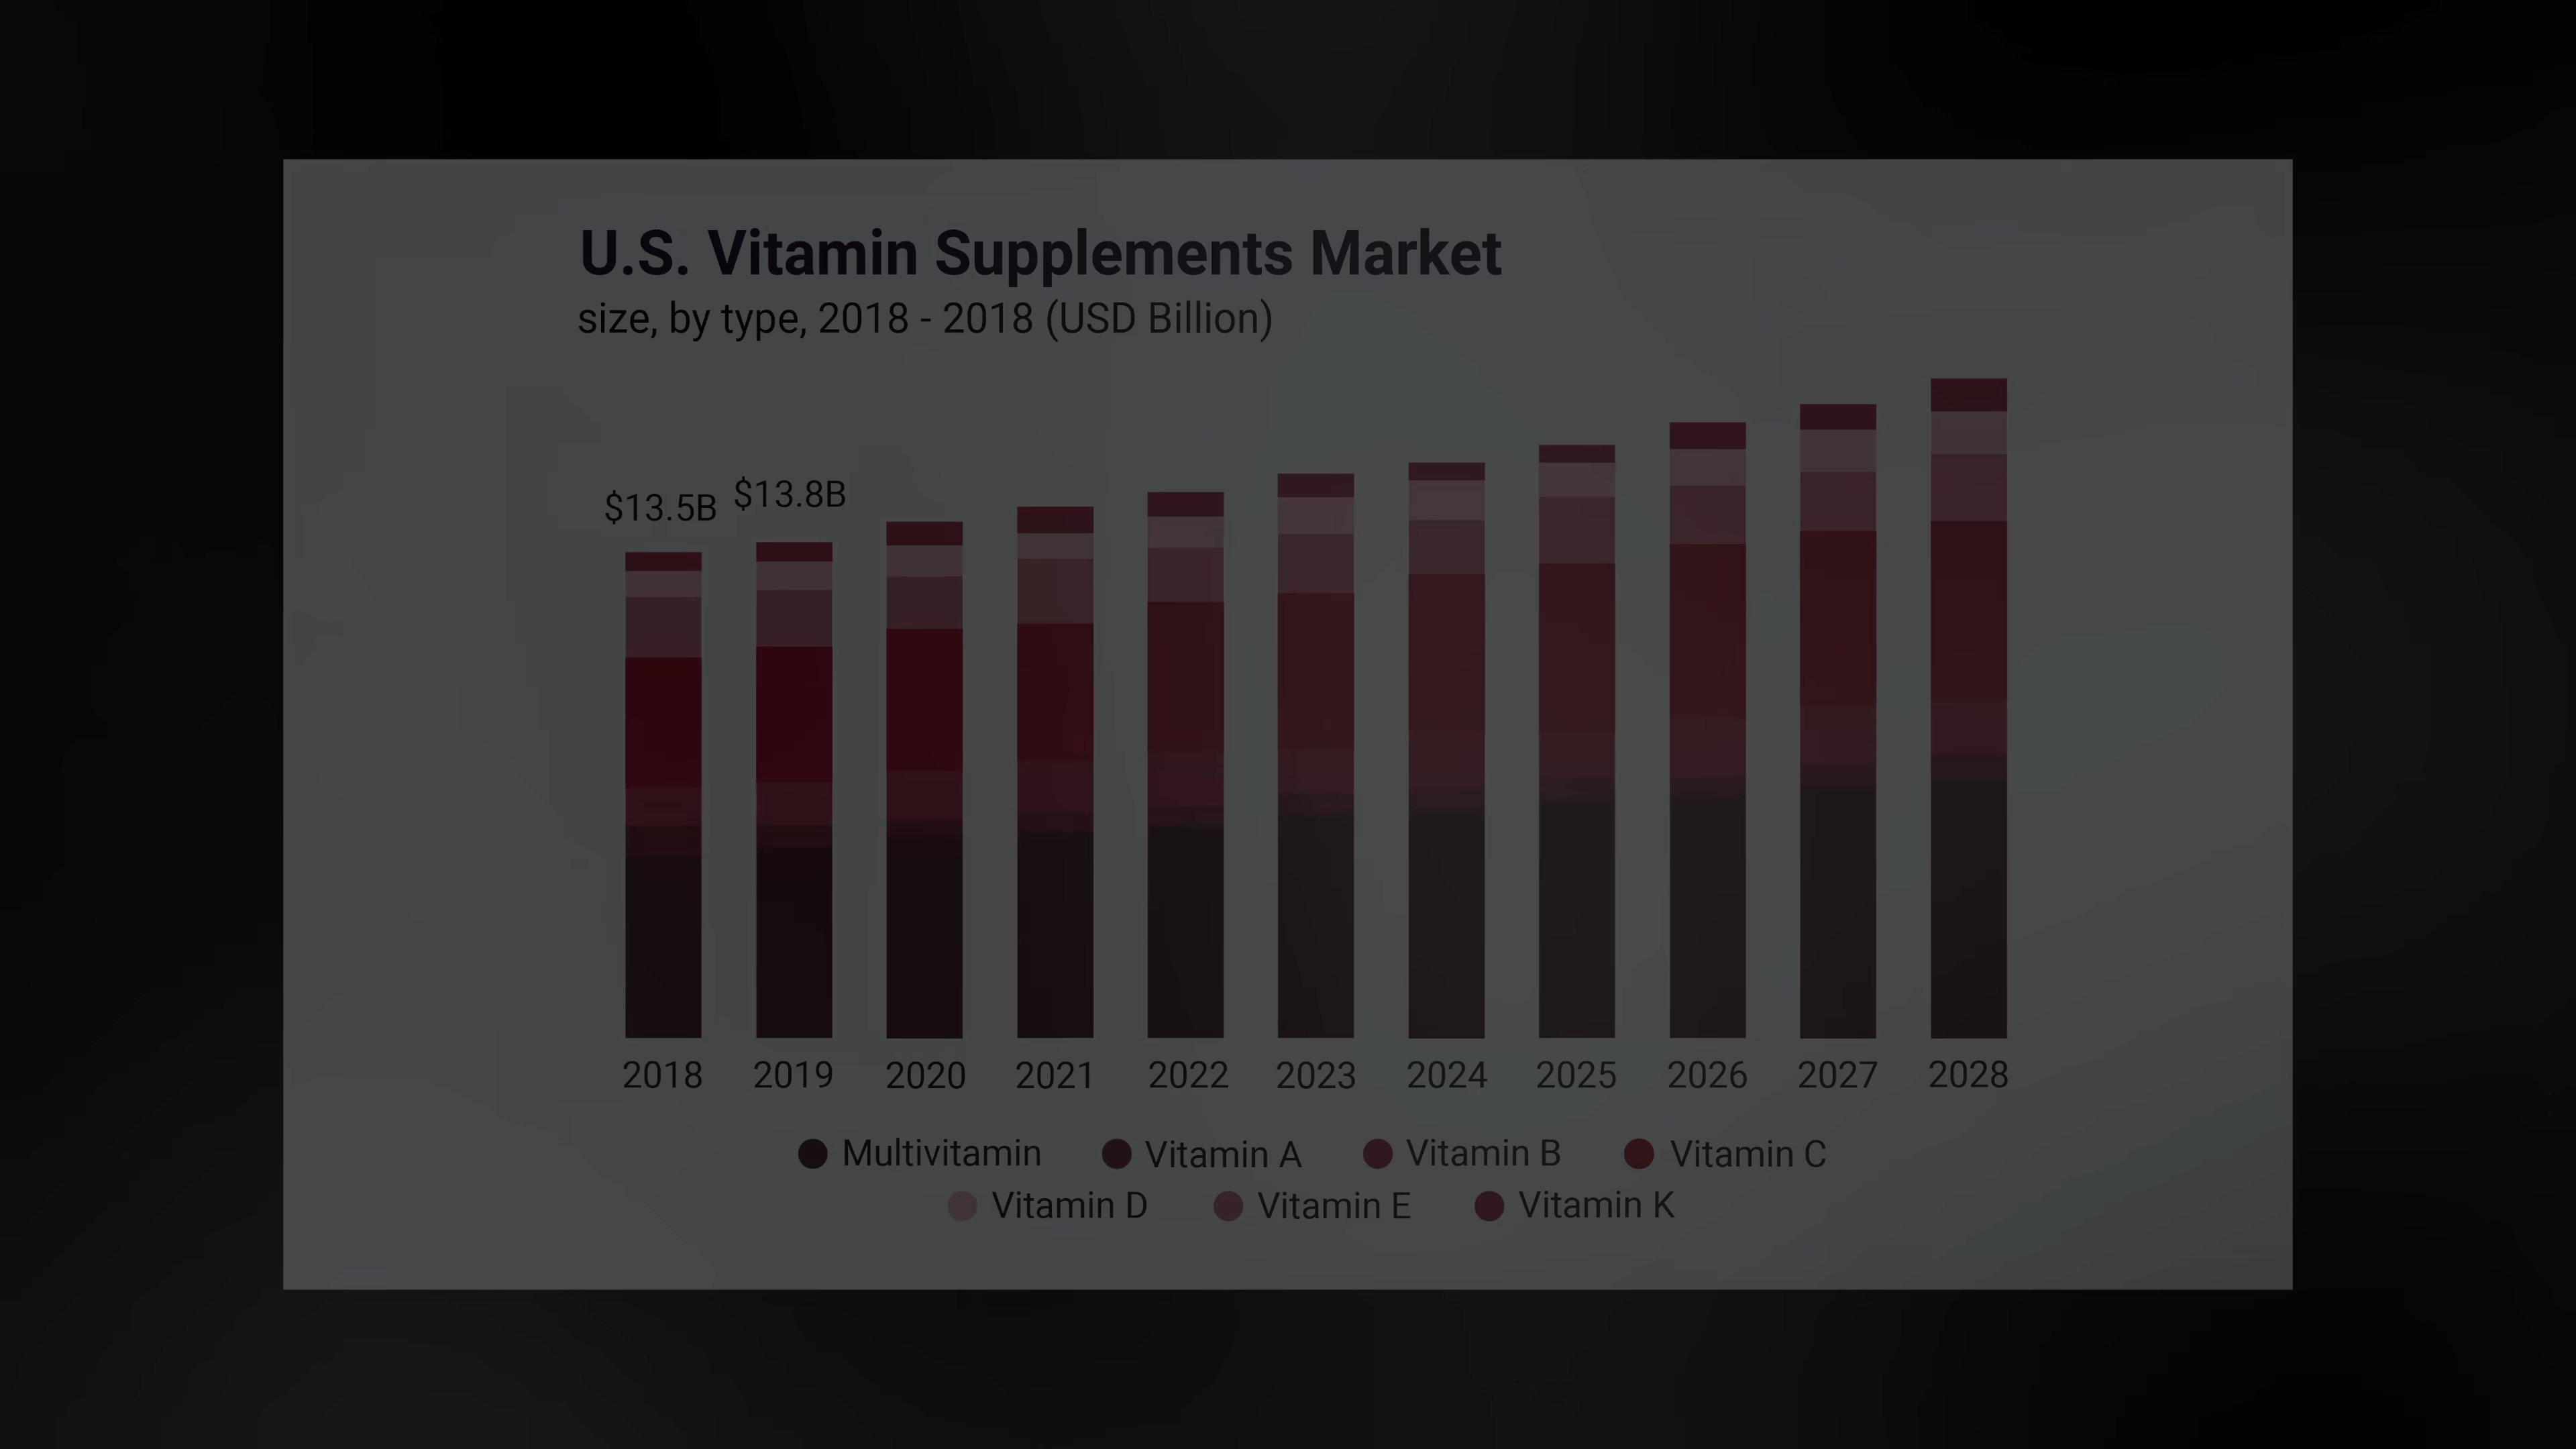 U.S. Vitamin Supplements Market
size, by type, 2018 - 2018 (USD Billion)
$13.5B $13.8B
2018 2019 2020 2021 2022 2023 2024 2025 2026 2027 2028
Multivitamin Vitamin A Vitamin B Vitamin C
Vitamin D Vitamin E Vitamin K